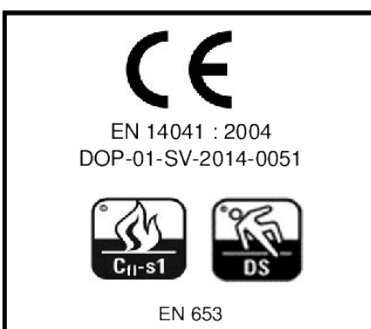 CE
EN 14041 : 2004
DOP-01-SV-2014-0051
Cfl-s1
DS
EN 653